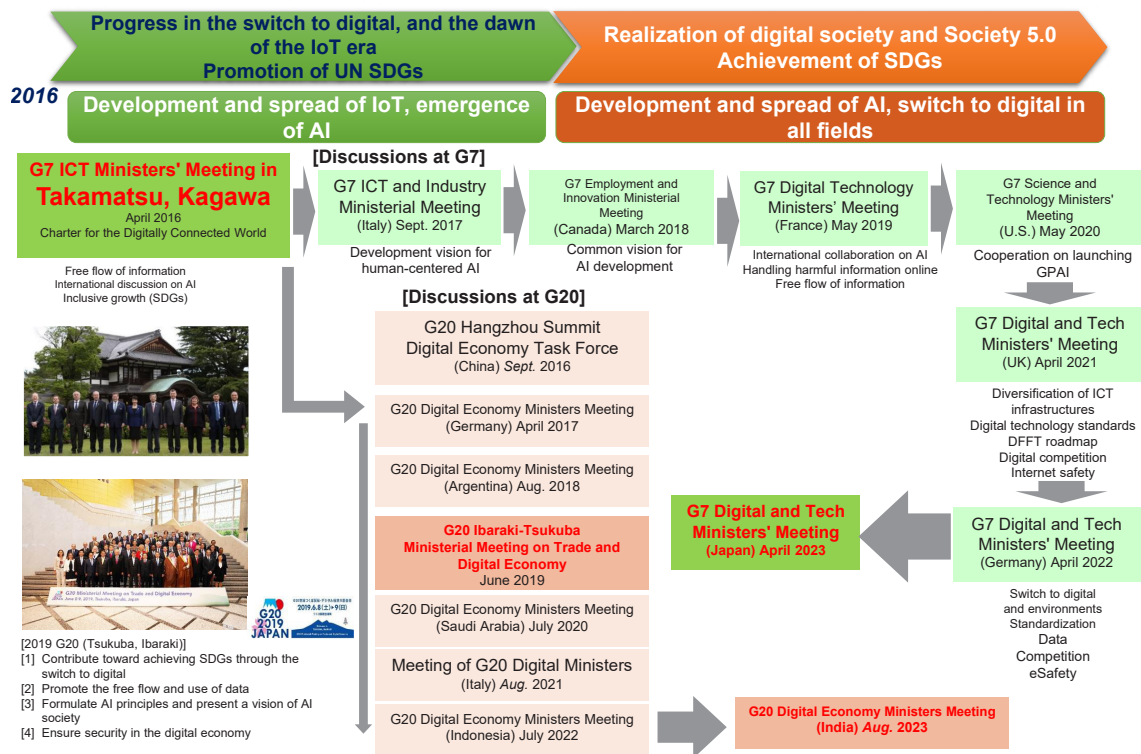 Progress in the switch to digital, and the dawn
of the IoT era
Promotion of UN SDGs
Realization of digital society and Society 5.0
Achievement of SDGs
2016
Development and spread of IoT, emergence
of AI
Development and spread of AI, switch to digital in
all fields
G7 ICT Ministers' Meeting in
Takamatsu, Kagawa
April 2016
Charter for the Digitally Connected World
Free flow of information
International discussion on AI
Inclusive growth (SDGs)
[Discussions at G7]
G7 ICT and Industry
Ministerial Meeting
(Italy) Sept. 2017
Development vision for
human-centered AI
G7 Employment and
Innovation Ministerial
Meeting
(Canada) March 2018
Common vision for
AI development
G7 Digital Technology
Ministers’ Meeting
(France) May 2019
International collaboration on AI
Handling harmful information online
Free flow of information
G7 Science and
Technology Ministers'
Meeting
(U.S.) May 2020
Cooperation on launching
GPAI
G7 Digital and Tech
Ministers' Meeting
(UK) April 2021
Diversification of ICT
infrastructures
Digital technology standards
DFFT roadmap
Digital competition
Internet safety
G7 Digital and Tech
Ministers' Meeting
(Germany) April 2022
Switch to digital
and environments
Standardization
Data
Competition
eSafety
G7 Digital and Tech
Ministers' Meeting
(Japan) April 2023
[Discussions at G20]
G20 Hangzhou Summit
Digital Economy Task Force
(China) Sept. 2016
G20 Digital Economy Ministers Meeting
(Germany) April 2017
G20 Digital Economy Ministers Meeting
(Argentina) Aug. 2018
G20 Ibaraki-Tsukuba
Ministerial Meeting on Trade and
Digital Economy
June 2019
G20 Digital Economy Ministers Meeting
(Saudi Arabia) July 2020
Meeting of G20 Digital Ministers
(Italy) Aug. 2021
G20 Digital Economy Ministers Meeting
(Indonesia) July 2022
G20 Digital Economy Ministers Meeting
(India) Aug. 2023
G20 Ministerial Meeting on Trade and Digital Economy
G20
2019
JAPAN
2019.6.8(土)▸9(日)
[2019 G20 (Tsukuba, Ibaraki)]
[1] Contribute toward achieving SDGs through the
switch to digital
[2] Promote the free flow and use of data
[3] Formulate AI principles and present a vision of AI
society
[4] Ensure security in the digital economy